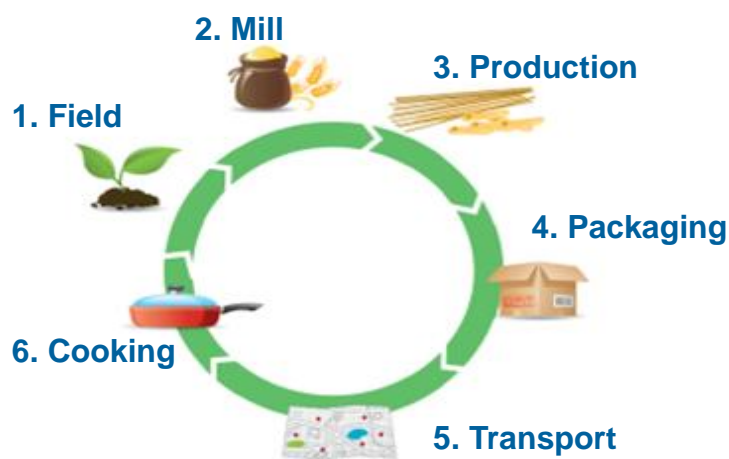 1. Field
2. Mill
3. Production
4. Packaging
5. Transport
6. Cooking